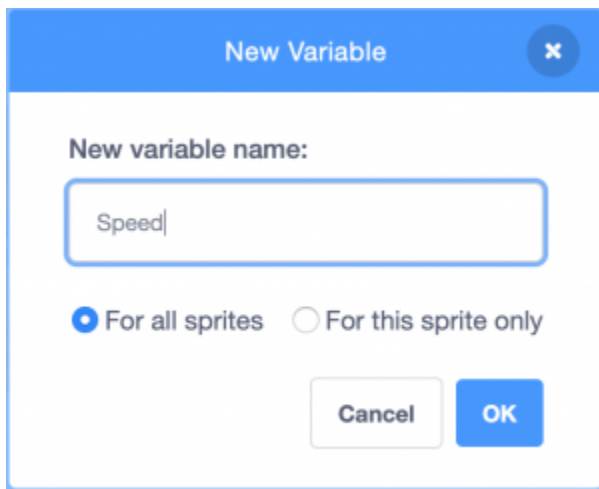 New Variable
New variable name:
Speed
For all sprites For this sprite only
Cancel OK